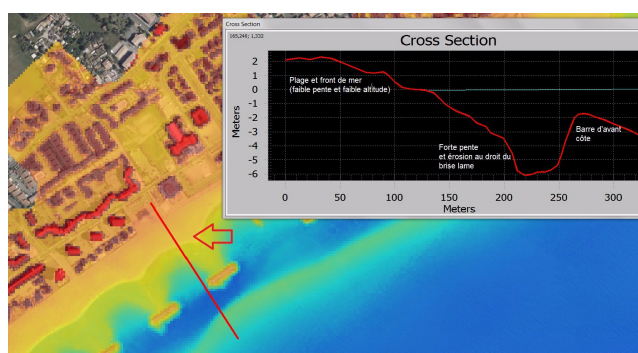 Cross Section
165,246; 1,332
Cross Section
Meters
2
1
0
-1
-2
-3
-4
-5
-6
Plage et front de mer
(faible pente et faible altitude)
Forte pente
et érosion au droit du
brise lame
Barre d'avant
côte
0
50
100
150
200
250
300
Meters